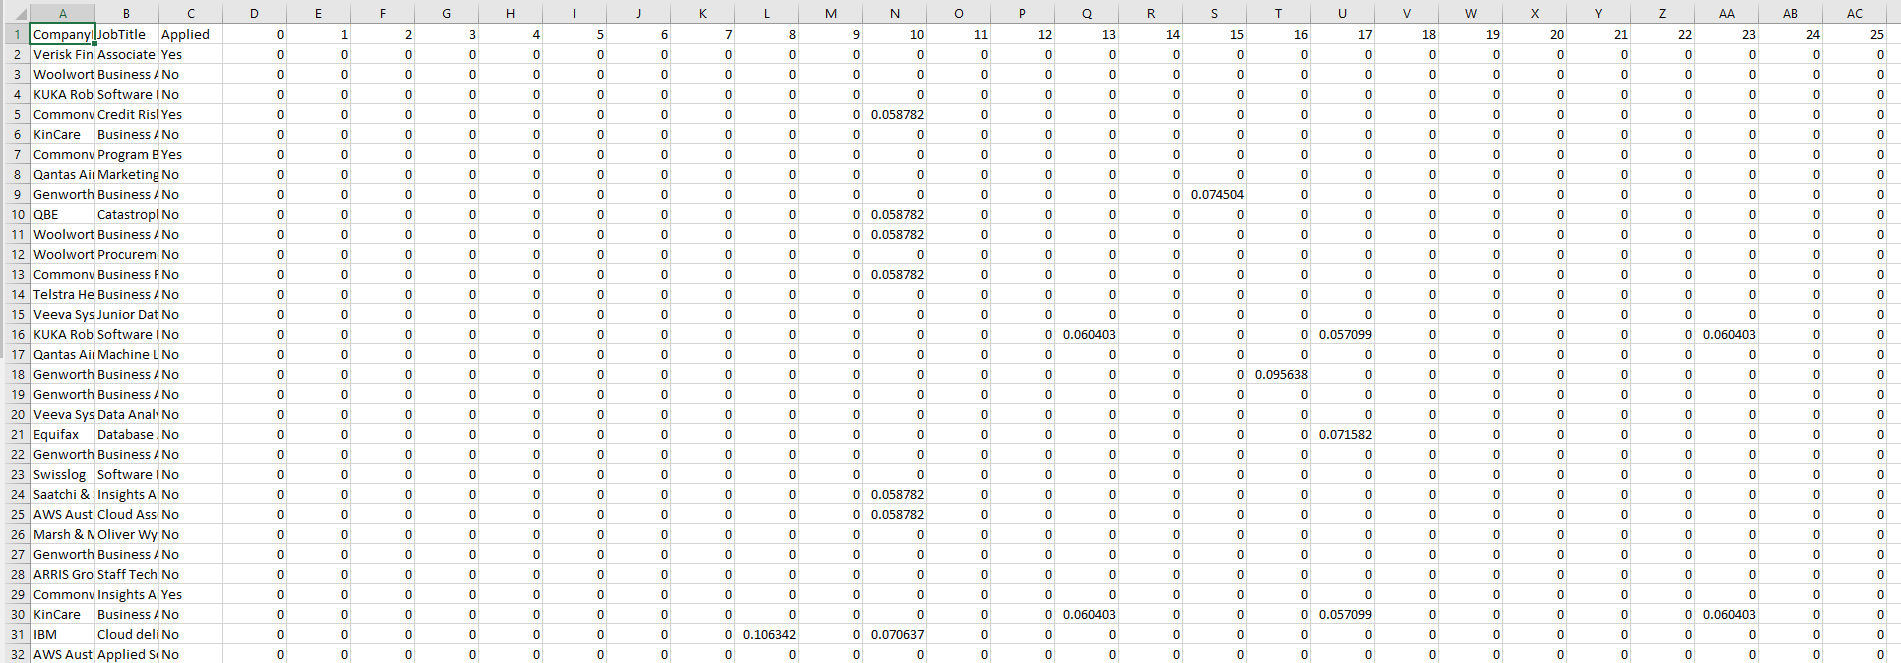 A B C D E F G H I J K L M N O P Q R S T U V W X Y Z AA AB AC
1 Company JobTitle Applied 0 1 2 3 4 5 6 7 8 9 10 11 12 13 14 15 16 17 18 19 20 21 22 23 24 25
2 Verisk Fin Associate Yes 0 0 0 0 0 0 0 0 0 0 0 0 0 0 0 0 0 0 0 0 0 0 0 0 0 0
3 Woolwort Business A No 0 0 0 0 0 0 0 0 0 0 0 0 0 0 0 0 0 0 0 0 0 0 0 0 0 0
4 KUKA Rob Software No 0 0 0 0 0 0 0 0 0 0 0 0 0 0 0 0 0 0 0 0 0 0 0 0 0 0
5 Commonw Credit Ris Yes 0 0 0 0 0 0 0 0 0 0 0.058782 0 0 0 0 0 0 0 0 0 0 0 0 0 0 0
6 KinCare Business A No 0 0 0 0 0 0 0 0 0 0 0 0 0 0 0 0 0 0 0 0 0 0 0 0 0 0
7 Commonw Program B Yes 0 0 0 0 0 0 0 0 0 0 0 0 0 0 0 0 0 0 0 0 0 0 0 0 0 0
8 Qantas Air Marketing No 0 0 0 0 0 0 0 0 0 0 0 0 0 0 0 0 0 0 0 0 0 0 0 0 0 0
9 Genworth Business A No 0 0 0 0 0 0 0 0 0 0 0 0 0 0 0 0.074504 0 0 0 0 0 0 0 0 0 0
10 QBE Catastropl No 0 0 0 0 0 0 0 0 0 0 0.058782 0 0 0 0 0 0 0 0 0 0 0 0 0 0 0
11 Woolwort Business A No 0 0 0 0 0 0 0 0 0 0 0.058782 0 0 0 0 0 0 0 0 0 0 0 0 0 0 0
12 Woolwort Procurem No 0 0 0 0 0 0 0 0 0 0 0 0 0 0 0 0 0 0 0 0 0 0 0 0 0 0
13 Commonw Business F No 0 0 0 0 0 0 0 0 0 0 0.058782 0 0 0 0 0 0 0 0 0 0 0 0 0 0 0
14 Telstra He Business A No 0 0 0 0 0 0 0 0 0 0 0 0 0 0 0 0 0 0 0 0 0 0 0 0 0 0
15 Veeva Sys Junior Dat No 0 0 0 0 0 0 0 0 0 0 0 0 0 0 0 0 0 0 0 0 0 0 0 0 0 0
16 KUKA Rob Software No 0 0 0 0 0 0 0 0 0 0 0 0 0 0.060403 0 0 0 0.057099 0 0 0 0 0 0.060403 0 0
17 Qantas Air Machine L No 0 0 0 0 0 0 0 0 0 0 0 0 0 0 0 0 0 0 0 0 0 0 0 0 0 0
18 Genworth Business A No 0 0 0 0 0 0 0 0 0 0 0 0 0 0 0 0 0.095638 0 0 0 0 0 0 0 0 0
19 Genworth Business A No 0 0 0 0 0 0 0 0 0 0 0 0 0 0 0 0 0 0 0 0 0 0 0 0 0 0
20 Veeva Sys Data Anal No 0 0 0 0 0 0 0 0 0 0 0 0 0 0 0 0 0 0 0 0 0 0 0 0 0 0
21 Equifax Database No 0 0 0 0 0 0 0 0 0 0 0 0 0 0 0 0 0 0.071582 0 0 0 0 0 0 0 0
22 Genworth Business A No 0 0 0 0 0 0 0 0 0 0 0 0 0 0 0 0 0 0 0 0 0 0 0 0 0 0
23 Swisslog Software No 0 0 0 0 0 0 0 0 0 0 0 0 0 0 0 0 0 0 0 0 0 0 0 0 0 0
24 Saatchi & Insights A No 0 0 0 0 0 0 0 0 0 0 0.058782 0 0 0 0 0 0 0 0 0 0 0 0 0 0 0
25 AWS Aust Cloud Ass No 0 0 0 0 0 0 0 0 0 0 0.058782 0 0 0 0 0 0 0 0 0 0 0 0 0 0 0
26 Marsh & M Oliver Wy No 0 0 0 0 0 0 0 0 0 0 0 0 0 0 0 0 0 0 0 0 0 0 0 0 0 0
27 Genworth Business A No 0 0 0 0 0 0 0 0 0 0 0 0 0 0 0 0 0 0 0 0 0 0 0 0 0 0
28 ARRIS Gro Staff Tech No 0 0 0 0 0 0 0 0 0 0 0 0 0 0 0 0 0 0 0 0 0 0 0 0 0 0
29 Commonw Insights A Yes 0 0 0 0 0 0 0 0 0 0 0 0 0 0 0 0 0 0 0 0 0 0 0 0 0 0
30 KinCare Business A No 0 0 0 0 0 0 0 0 0 0 0 0 0 0.060403 0 0 0 0.057099 0 0 0 0 0 0.060403 0 0
31 IBM Cloud deli No 0 0 0 0 0 0 0 0 0.106342 0 0.070637 0 0 0 0 0 0 0 0 0 0 0 0 0 0 0
32 AWS Aust Applied S No 0 0 0 0 0 0 0 0 0 0 0 0 0 0 0 0 0 0 0 0 0 0 0 0 0 0